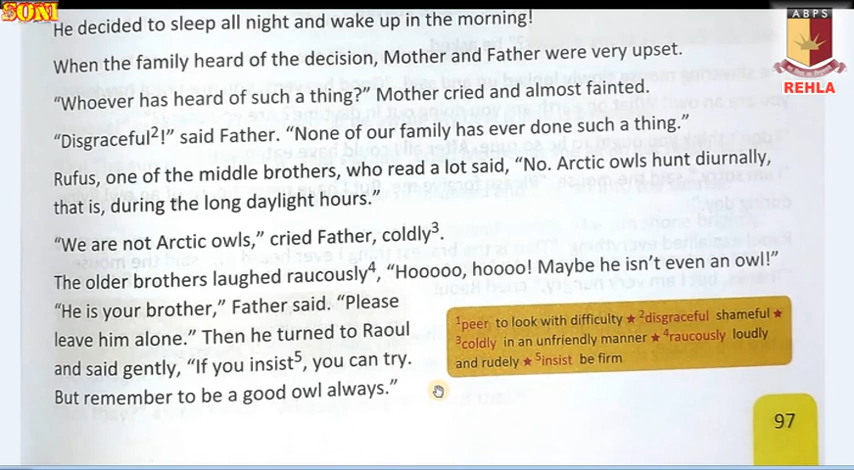 SONI
ABPS
REHLA
He decided to sleep all night and wake up in the morning!
When the family heard of the decision, Mother and Father were very upset.
“Whoever has heard of such a thing?” Mother cried and almost fainted.
“Disgraceful²!” said Father. “None of our family has ever done such a thing.”
Rufus, one of the middle brothers, who read a lot said, “No. Arctic owls hunt diurnally,
that is, during the long daylight hours.”
“We are not Arctic owls,” cried Father, coldly³.
The older brothers laughed raucously⁴, “Hooooo, hoooo! Maybe he isn’t even an owl!”
“He is your brother,” Father said. “Please
leave him alone.” Then he turned to Raoul
and said gently, “If you insist⁵, you can try.
But remember to be a good owl always.”
¹peer to look with difficulty ★ ²disgraceful shameful ★
³coldly in an unfriendly manner ★ ⁴raucously loudly
and rudely ★ ⁵insist be firm
97